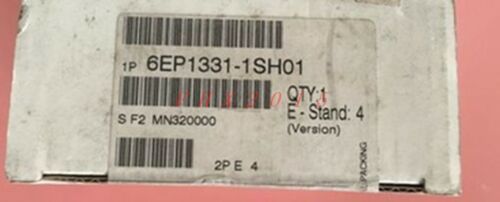 1P 6EP1331-1SH01
QTY:1
E - Stand: 4
(Version)
S F2 MN320000
2P E 4
PACKING